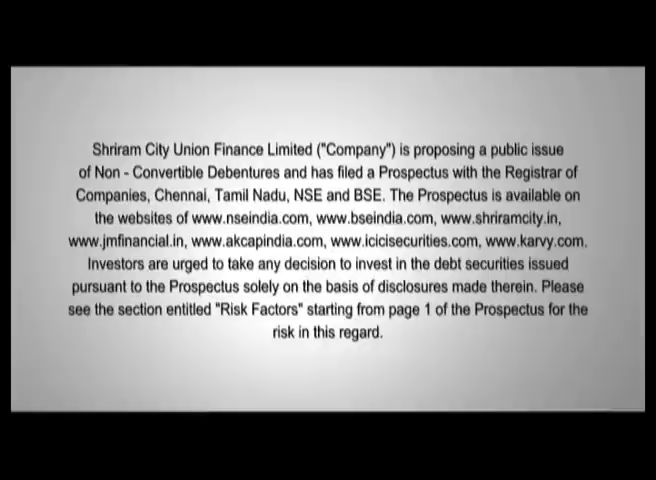 Shriram City Union Finance Limited ("Company") is proposing a public issue
of Non - Convertible Debentures and has filed a Prospectus with the Registrar of
Companies, Chennai, Tamil Nadu, NSE and BSE. The Prospectus is available on
the websites of www.nseindia.com, www.bseindia.com, www.shriramcity.in,
www.jmfinancial.in, www.akcapindia.com, www.icicisecurities.com, www.karvy.com.
Investors are urged to take any decision to invest in the debt securities issued
pursuant to the Prospectus solely on the basis of disclosures made therein. Please
see the section entitled "Risk Factors" starting from page 1 of the Prospectus for the
risk in this regard.